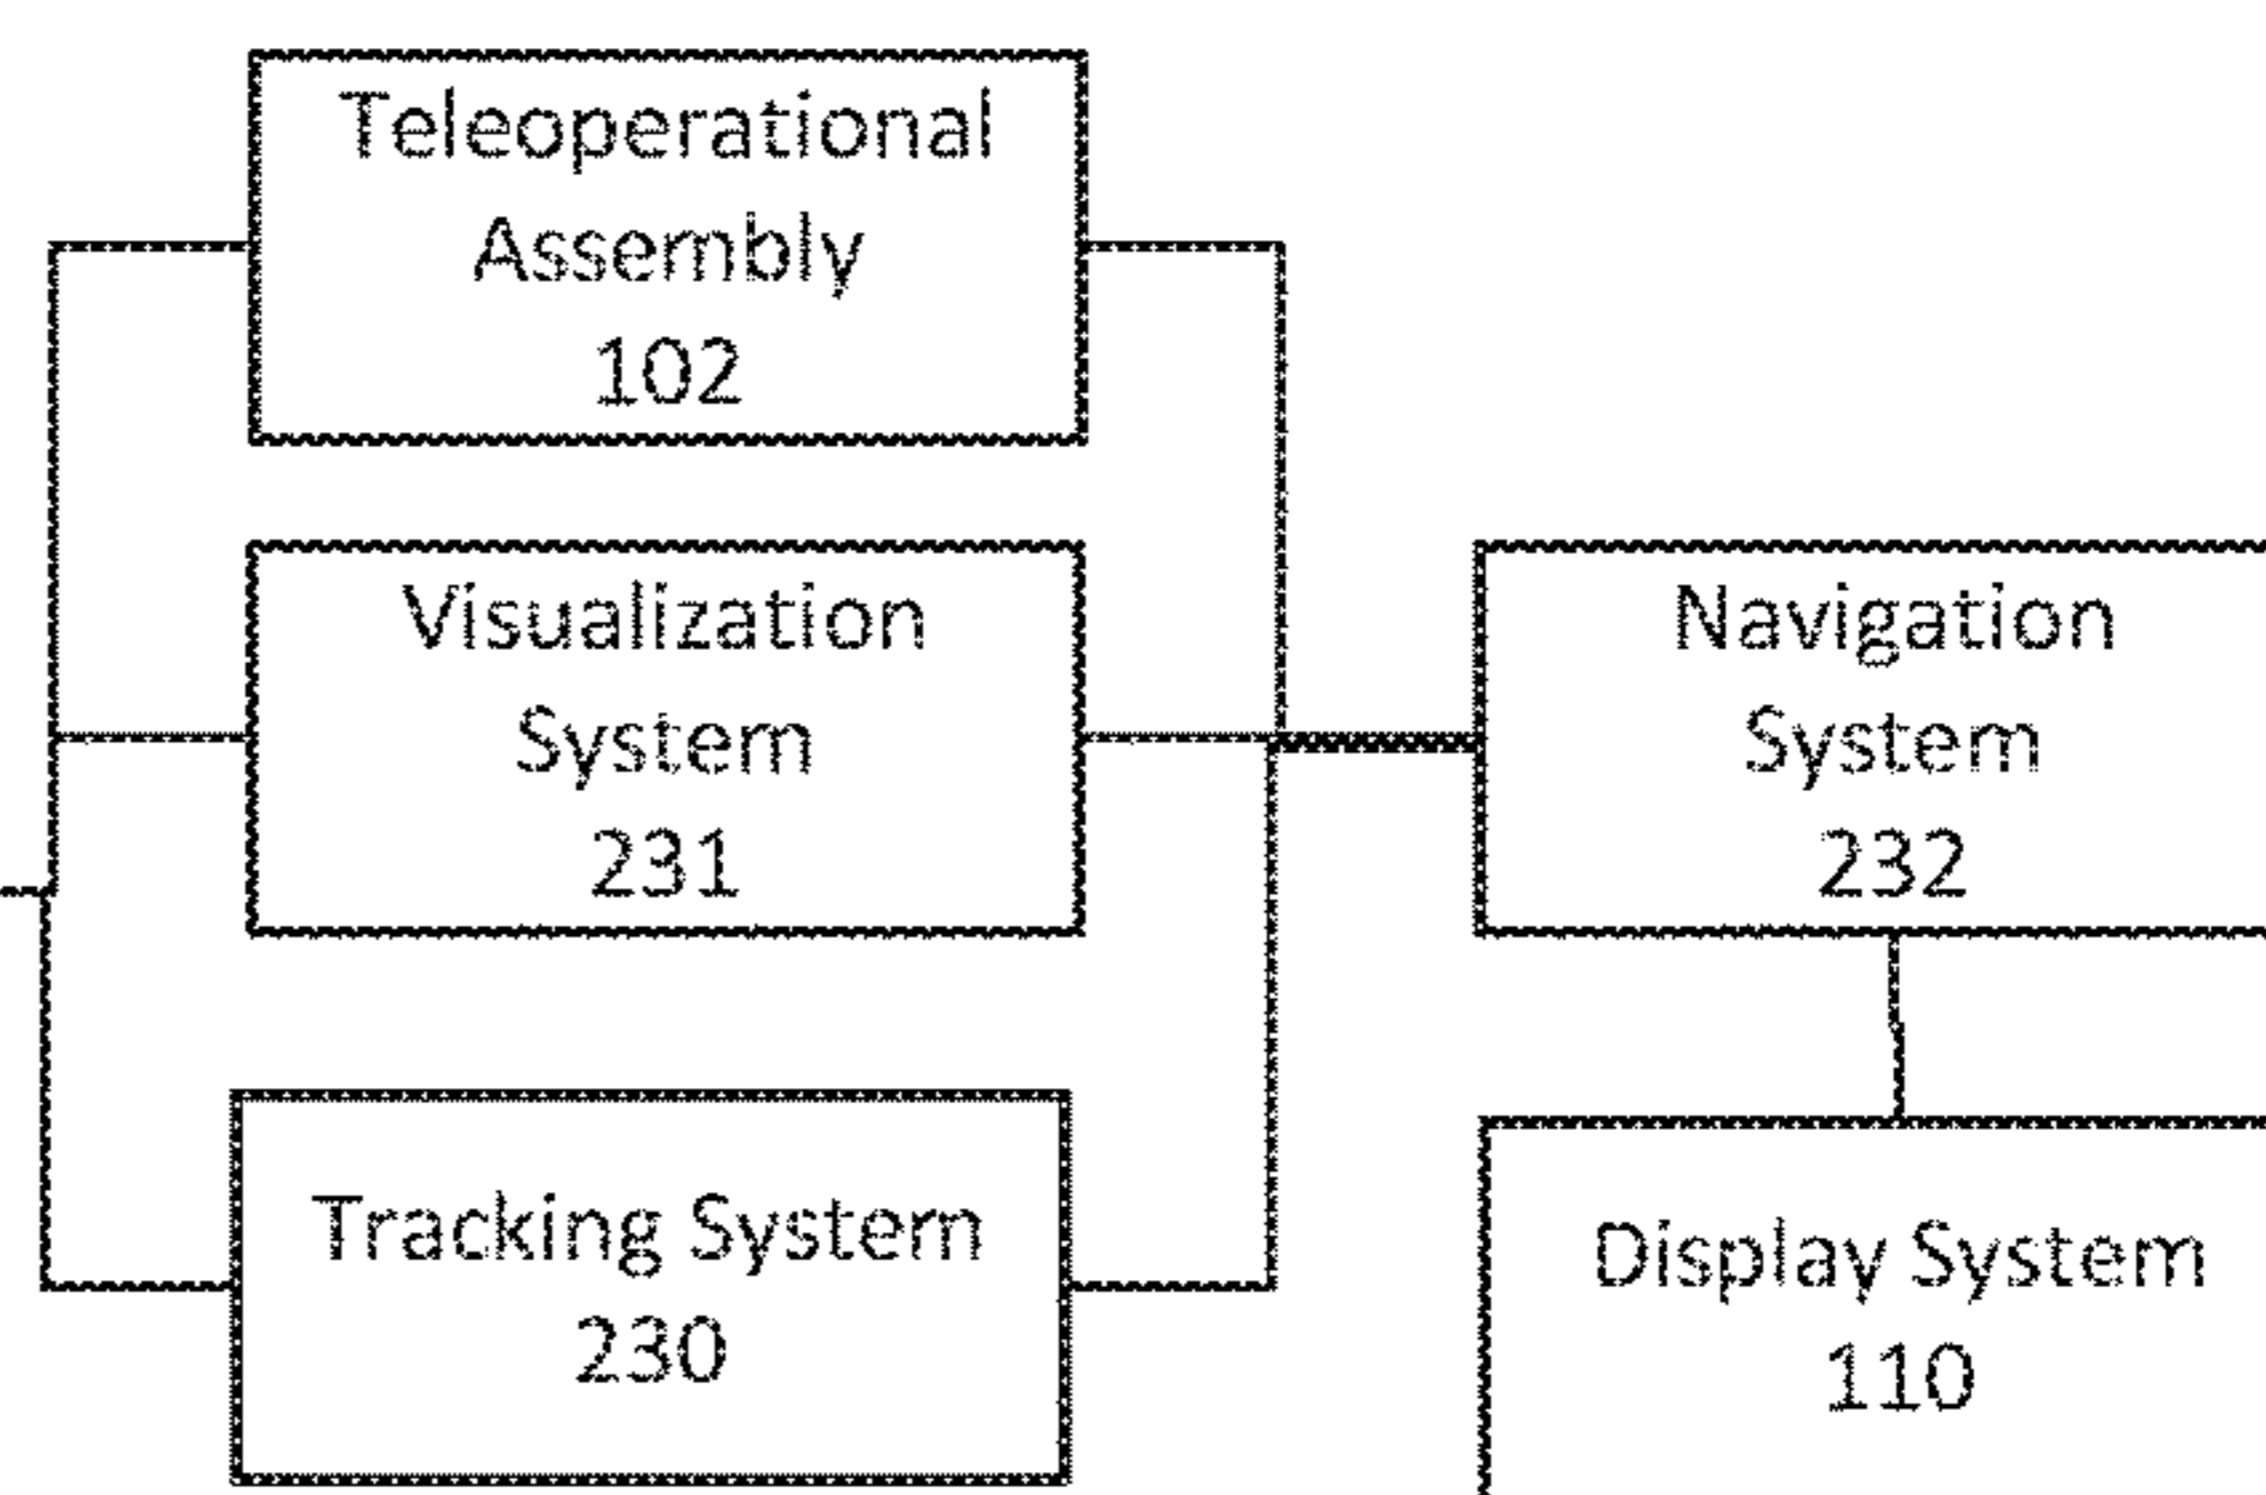 Teleoperational
Assembly
102
Visualization
System
231
Navigation
System
232
Tracking System
230
Display System
110